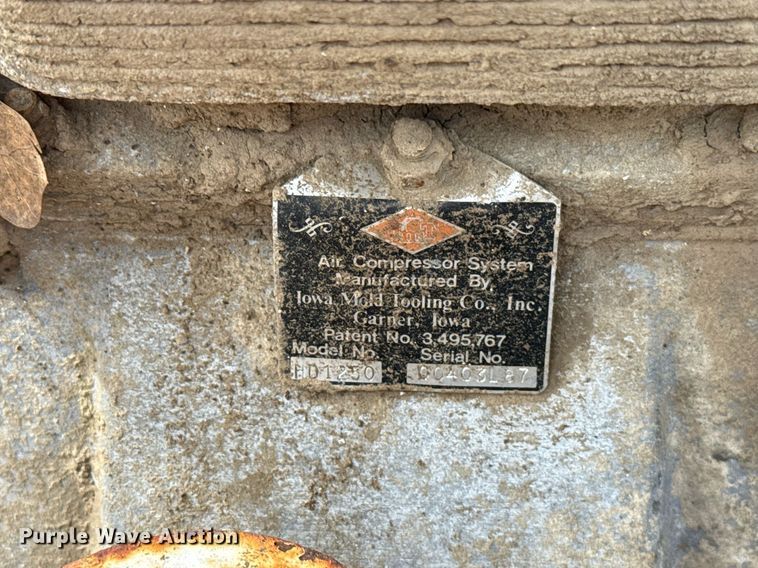 Air Compressor System
Manufactured By,
Iowa Mold Tooling Co., Inc.
Garner, Iowa
Patent No. 3,495,767
Model No. Serial No.
Purple Wave Auction